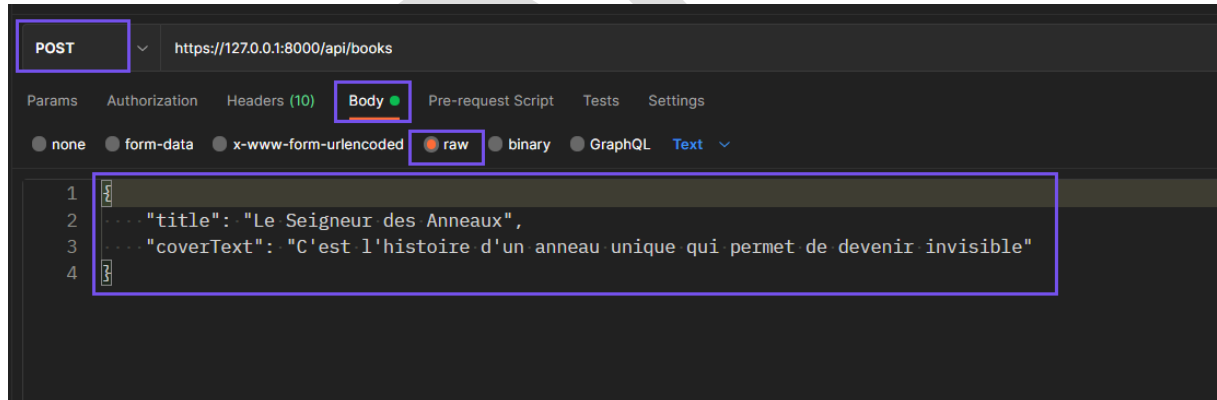 POST https://127.0.0.1:8000/api/books
Params Authorization Headers (10) Body Pre-request Script Tests Settings
none form-data x-www-form-urlencoded raw binary GraphQL Text
1 {
2 "title": "Le Seigneur des Anneaux",
3 "coverText": "C'est l'histoire d'un anneau unique qui permet de devenir invisible"
4 }